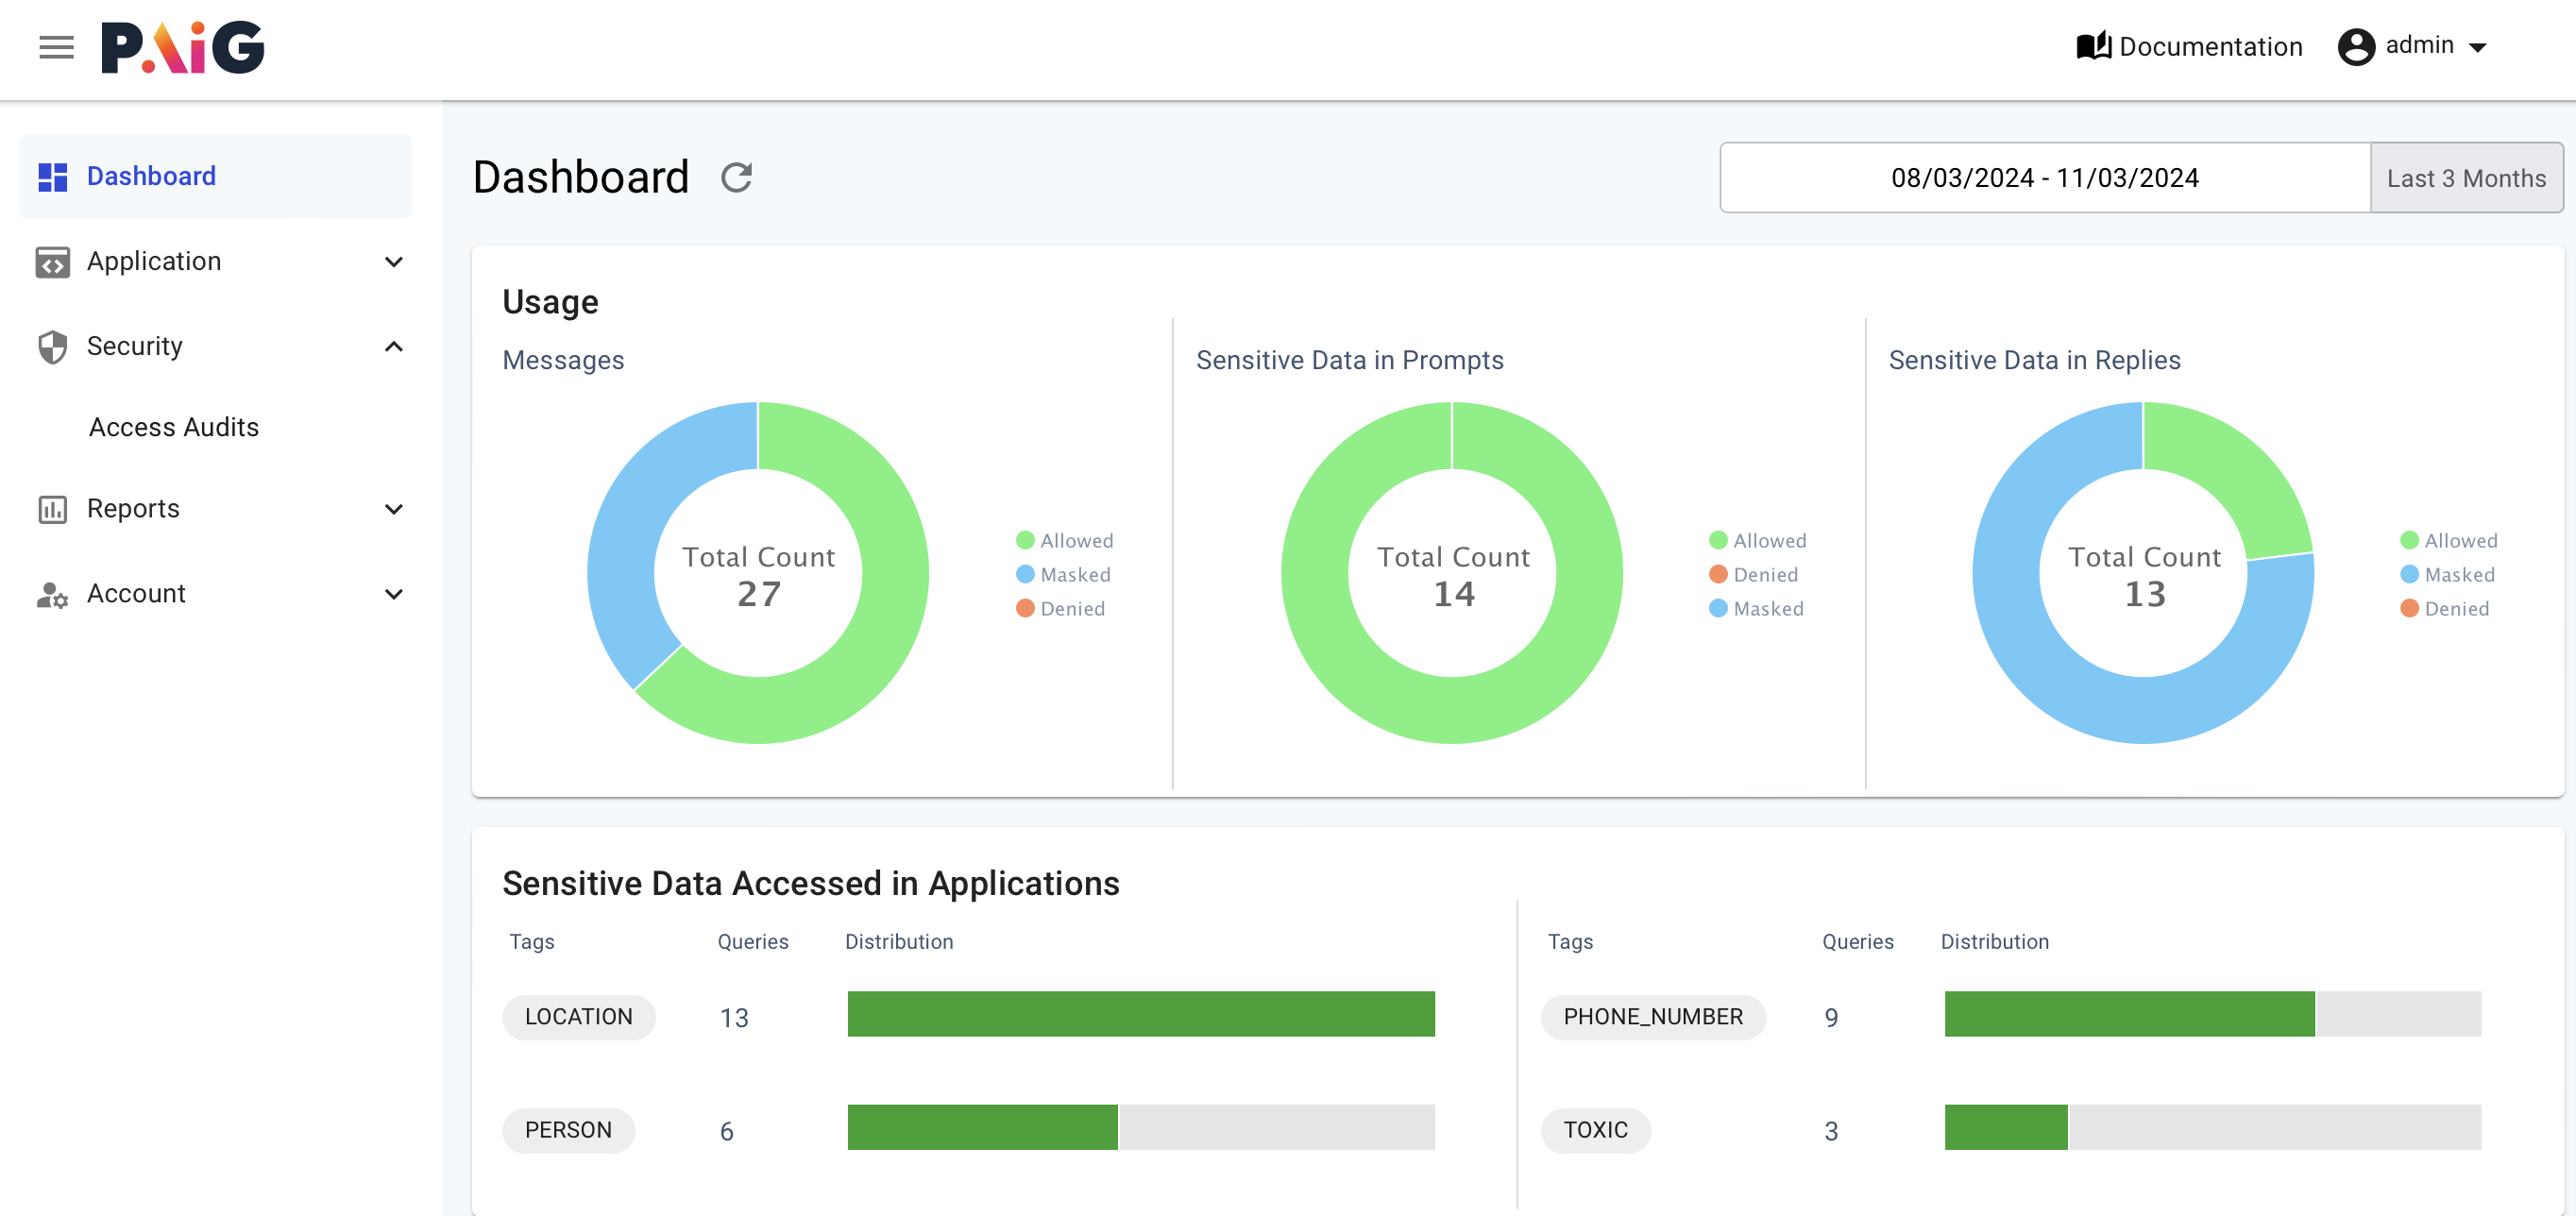 PAiG
Documentation
admin
Dashboard
Application
Security
Access Audits
Reports
Account
Dashboard
08/03/2024 - 11/03/2024
Last 3 Months
Usage
Messages
Total Count
27
Allowed
Masked
Denied
Sensitive Data in Prompts
Total Count
14
Allowed
Denied
Masked
Sensitive Data in Replies
Total Count
13
Allowed
Masked
Denied
Sensitive Data Accessed in Applications
Tags Queries Distribution
LOCATION 13
PERSON 6
Tags Queries Distribution
PHONE_NUMBER 9
TOXIC 3